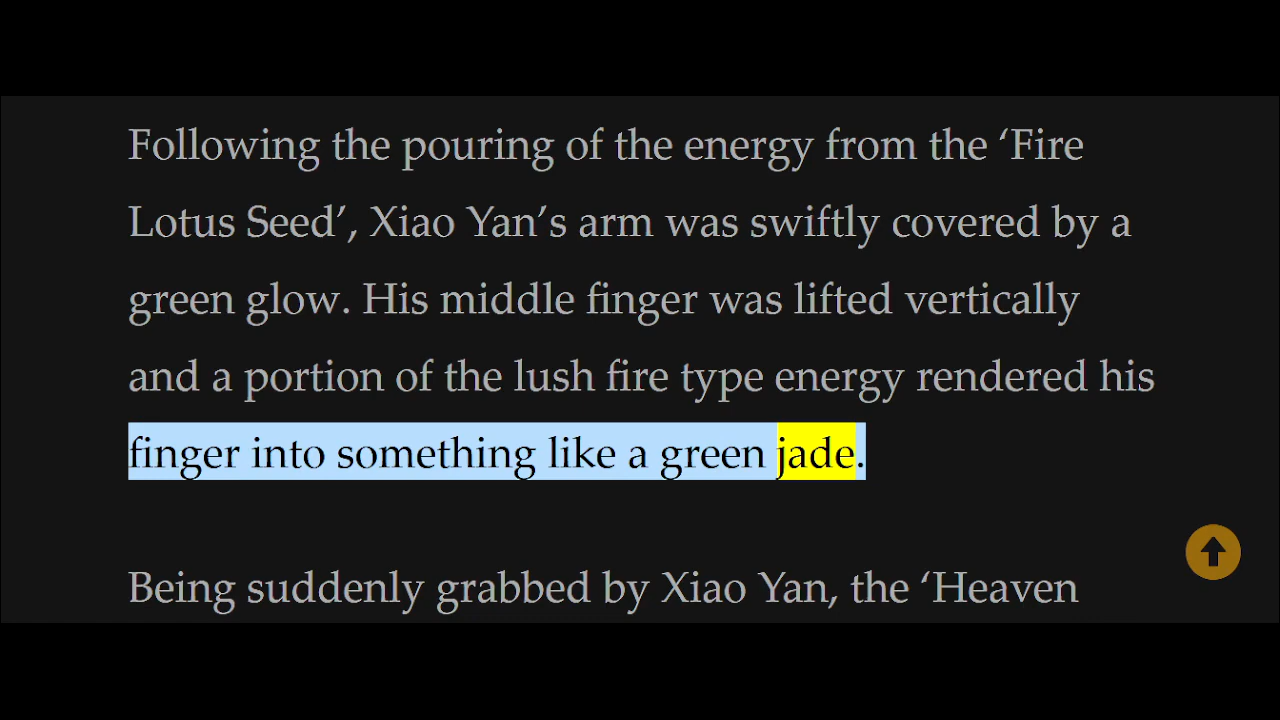 Following the pouring of the energy from the ‘Fire
Lotus Seed’, Xiao Yan’s arm was swiftly covered by a
green glow. His middle finger was lifted vertically
and a portion of the lush fire type energy rendered his
finger into something like a green jade.
Being suddenly grabbed by Xiao Yan, the ‘Heaven